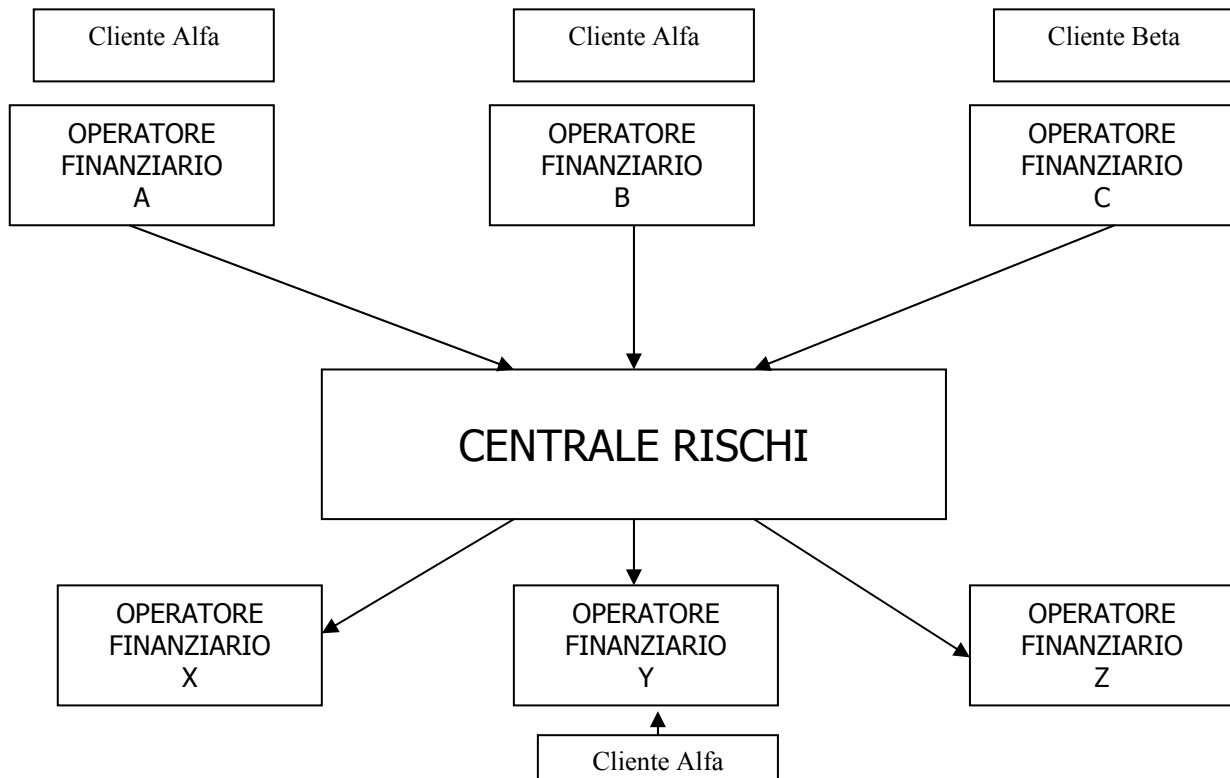 Cliente Alfa
Cliente Alfa
Cliente Beta
OPERATORE
FINANZIARIO
A
OPERATORE
FINANZIARIO
B
OPERATORE
FINANZIARIO
C
CENTRALE RISCHI
OPERATORE
FINANZIARIO
X
OPERATORE
FINANZIARIO
Y
OPERATORE
FINANZIARIO
Z
Cliente Alfa